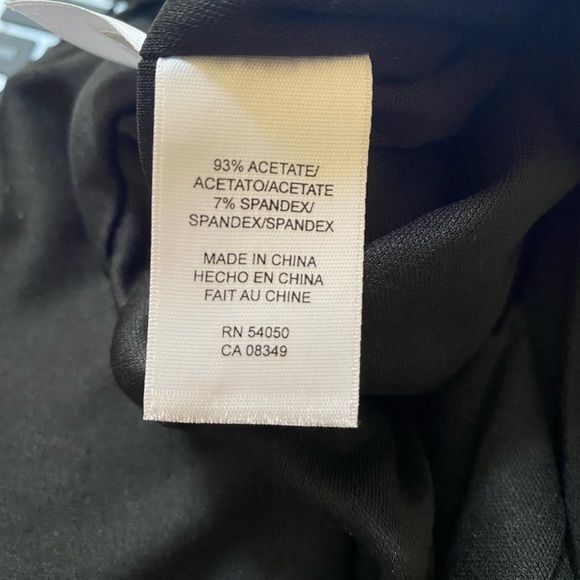 93% ACETATE/
ACETATO/ACETATE
7% SPANDEX/
SPANDEX/SPANDEX
MADE IN CHINA
HECHO EN CHINA
FAIT AU CHINE
RN 54050
CA 08349